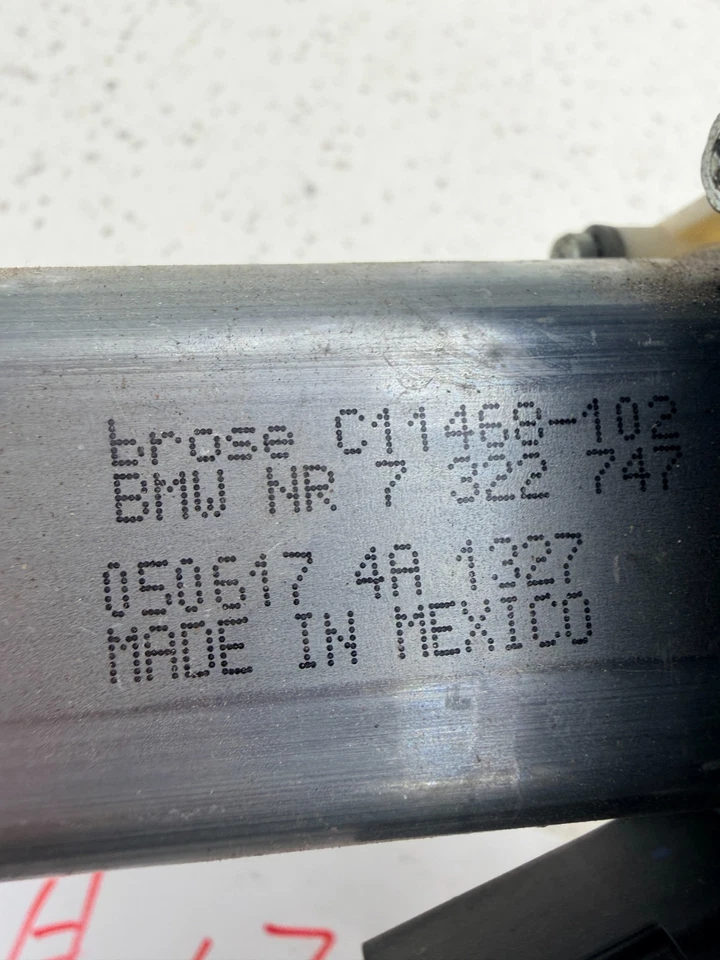 brose C11468-102
BMW NR 7 322 747
050617 4A 1327
MADE IN MEXICO